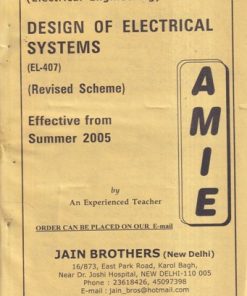 (Electrical Engineering)
DESIGN OF ELECTRICAL
SYSTEMS
(EL-407)
(Revised Scheme)
Effective from
Summer 2005
A
M
I
E
by
An Experienced Teacher
ORDER CAN BE PLACED ON OUR E-mail
JAIN BROTHERS (New Delhi)
16/873, East Park Road, Karol Bagh,
Near Dr. Joshi Hospital, NEW DELHI-110 005
Phone : 23618426, 45097398
E-mail : jain_bros@hotmail.com